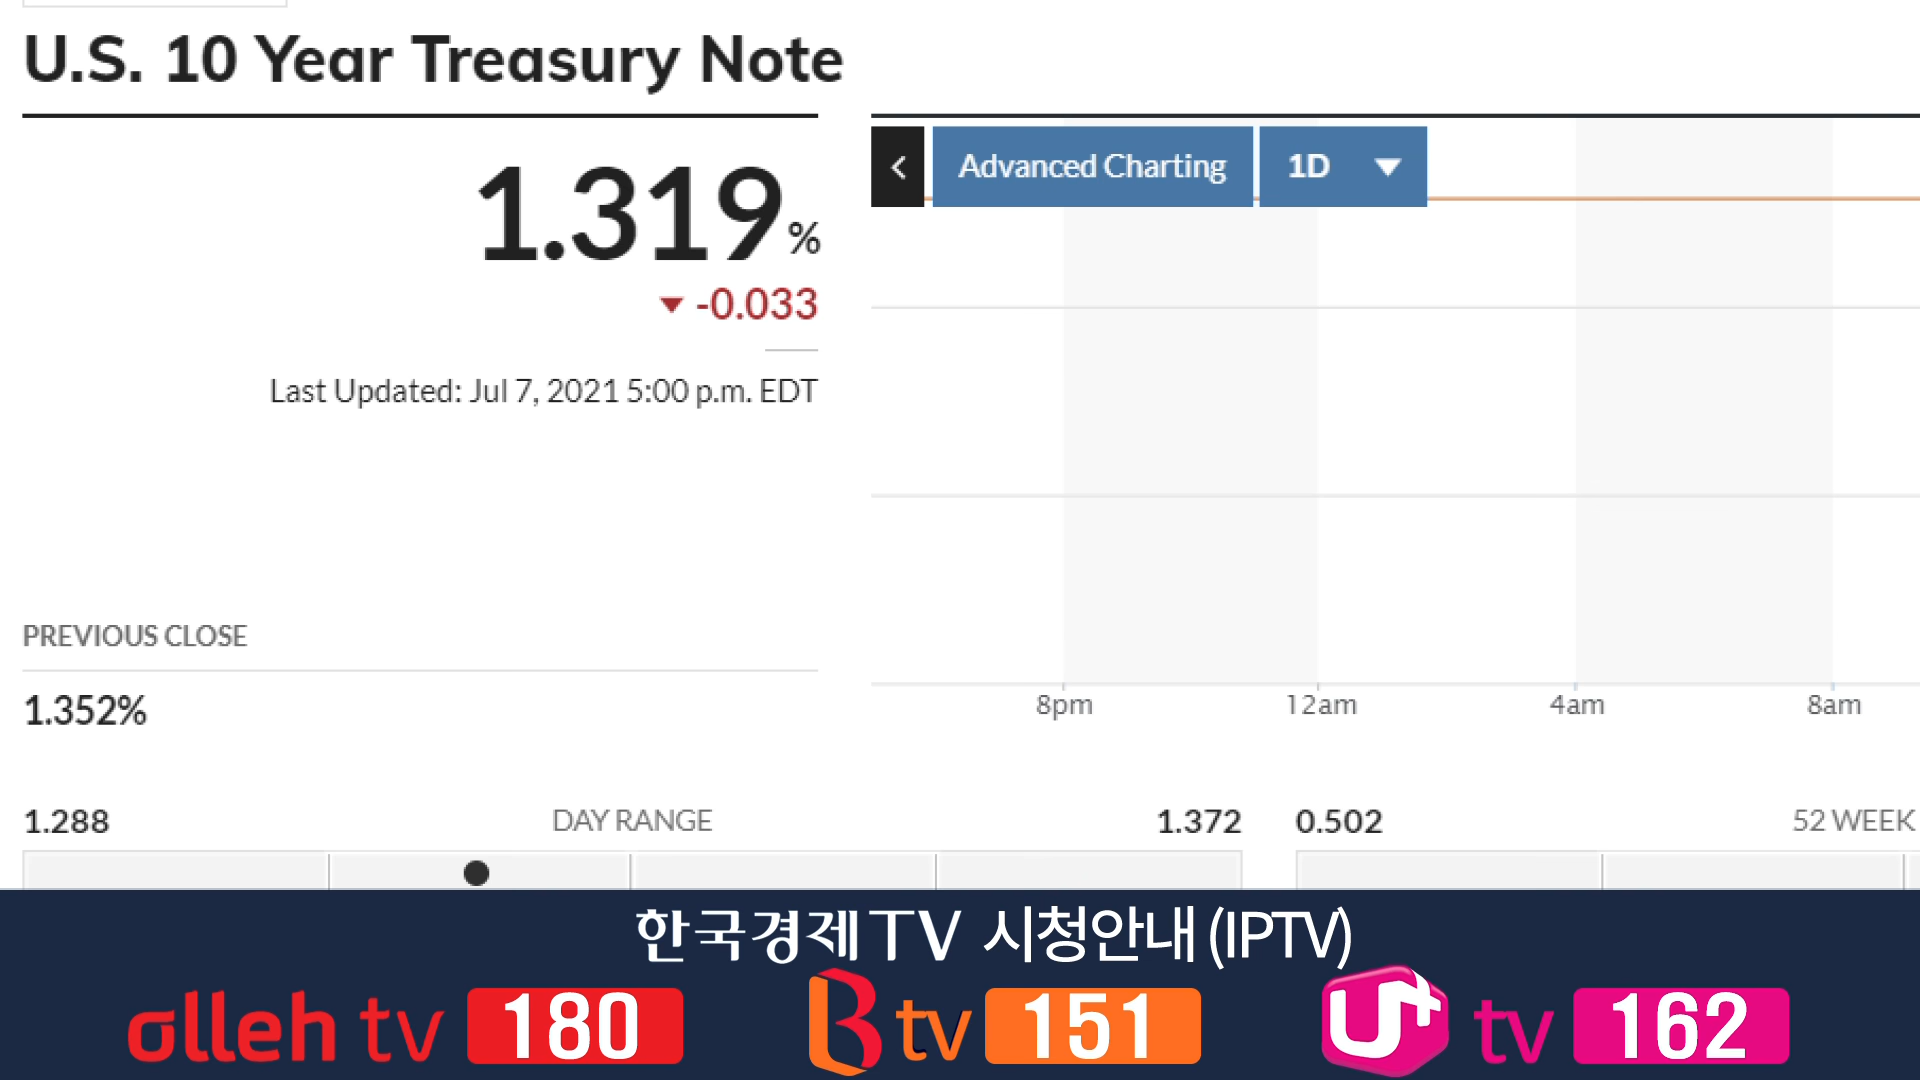 U.S. 10 Year Treasury Note
1.319%
-0.033
Last Updated: Jul 7, 2021 5:00 p.m. EDT
Advanced Charting
1D
8pm 12am 4am 8am
PREVIOUS CLOSE
1.352%
1.288 DAY RANGE 1.372
0.502 52 WEEK
한국경제TV 시청안내(IPTV)
olleh tv 180 B tv 151 U+ tv 162